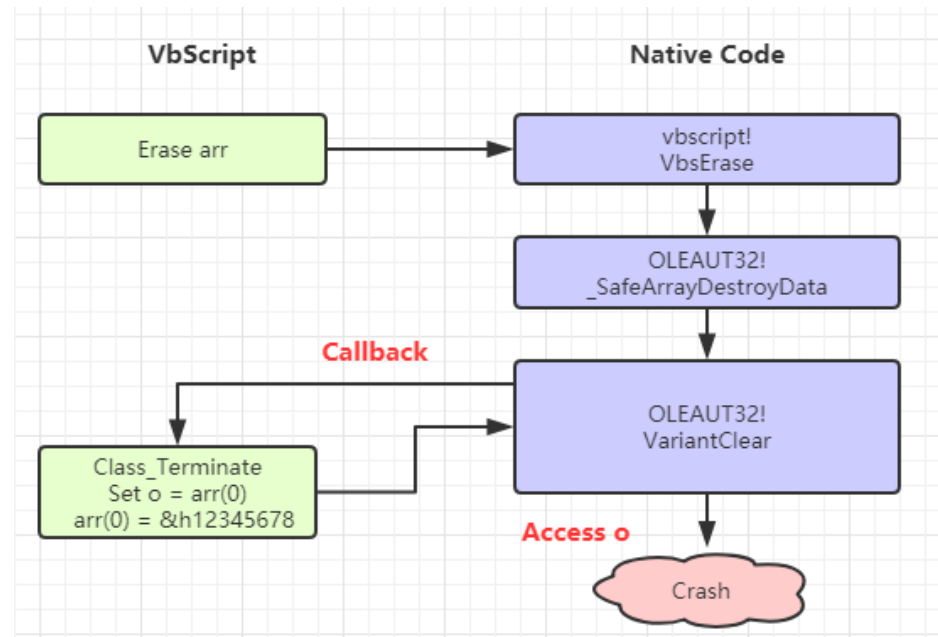 VbScript
Native Code
Erase arr
vbscript!
VbsErase
OLEAUT32!
_SafeArrayDestroyData
Callback
OLEAUT32!
VariantClear
Class_Terminate
Set o = arr(0)
arr(0) = &h12345678
Access o
Crash